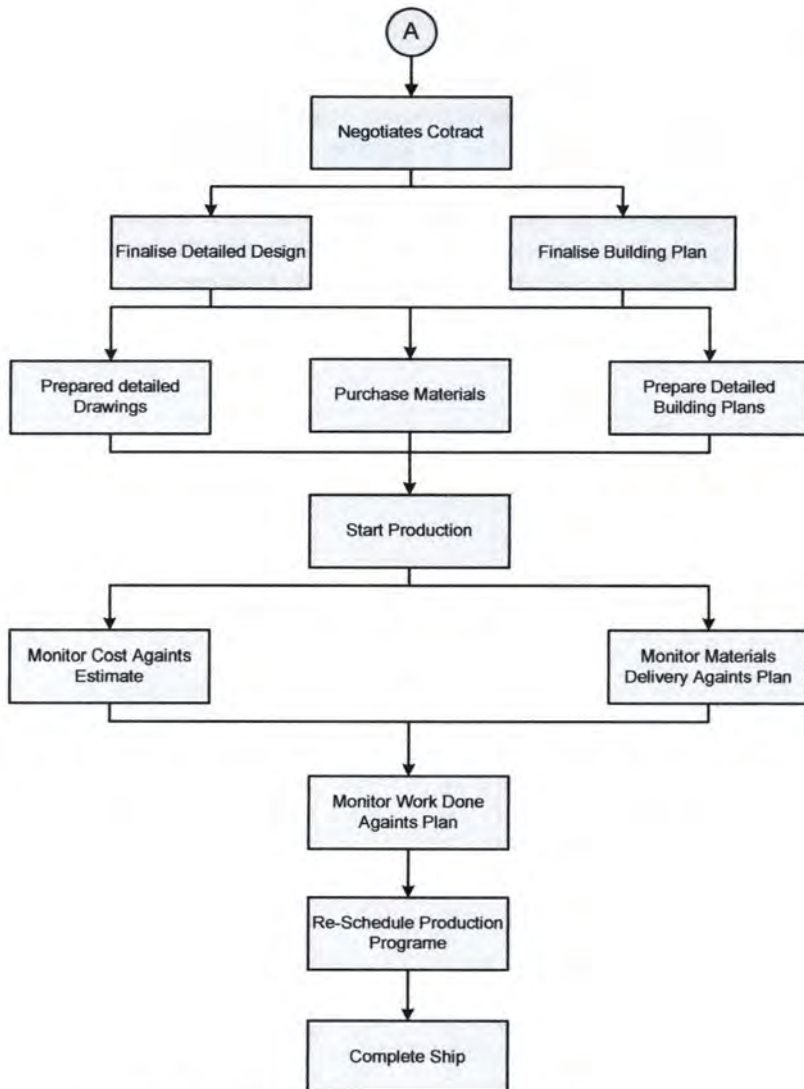 A
Negotiates Cotract
Finalise Detailed Design
Finalise Building Plan
Prepared detailed
Drawings
Purchase Materials
Prepare Detailed
Building Plans
Start Production
Monitor Cost Againts
Estimate
Monitor Materials
Delivery Againts Plan
Monitor Work Done
Againts Plan
Re-Schedule Production
Programe
Complete Ship